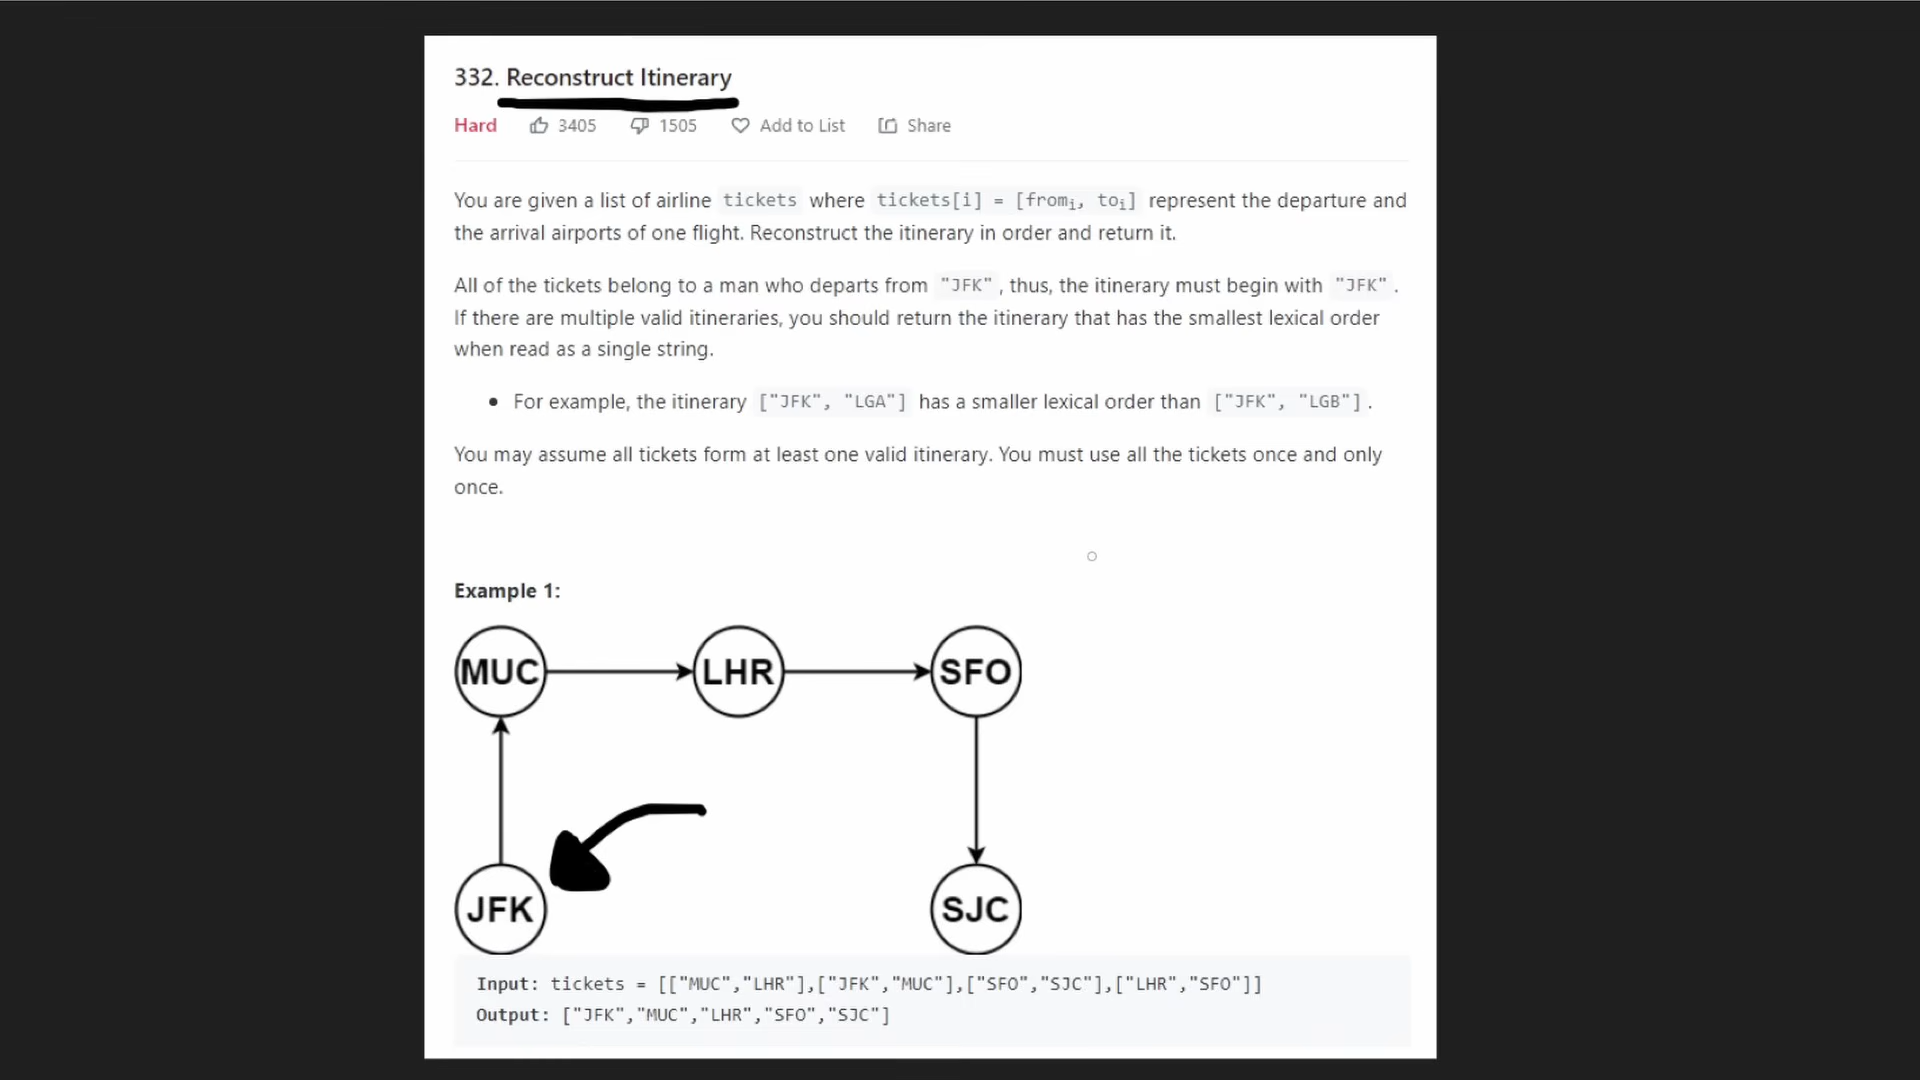 332. Reconstruct Itinerary
Hard 3405 1505 Add to List Share
You are given a list of airline tickets where tickets[i] = [fromi, toi] represent the departure and
the arrival airports of one flight. Reconstruct the itinerary in order and return it.
All of the tickets belong to a man who departs from "JFK" , thus, the itinerary must begin with "JFK" .
If there are multiple valid itineraries, you should return the itinerary that has the smallest lexical order
when read as a single string.
• For example, the itinerary ["JFK", "LGA"] has a smaller lexical order than ["JFK", "LGB"] .
You may assume all tickets form at least one valid itinerary. You must use all the tickets once and only
once.
Example 1:
MUC LHR SFO
JFK SJC
Input: tickets = [["MUC","LHR"],["JFK","MUC"],["SFO","SJC"],["LHR","SFO"]]
Output: ["JFK","MUC","LHR","SFO","SJC"]